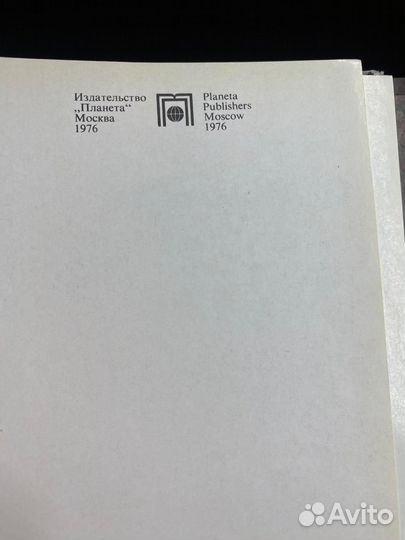 Издательство
„Планета“
Москва
1976
Planeta
Publishers
Moscow
1976
Avito